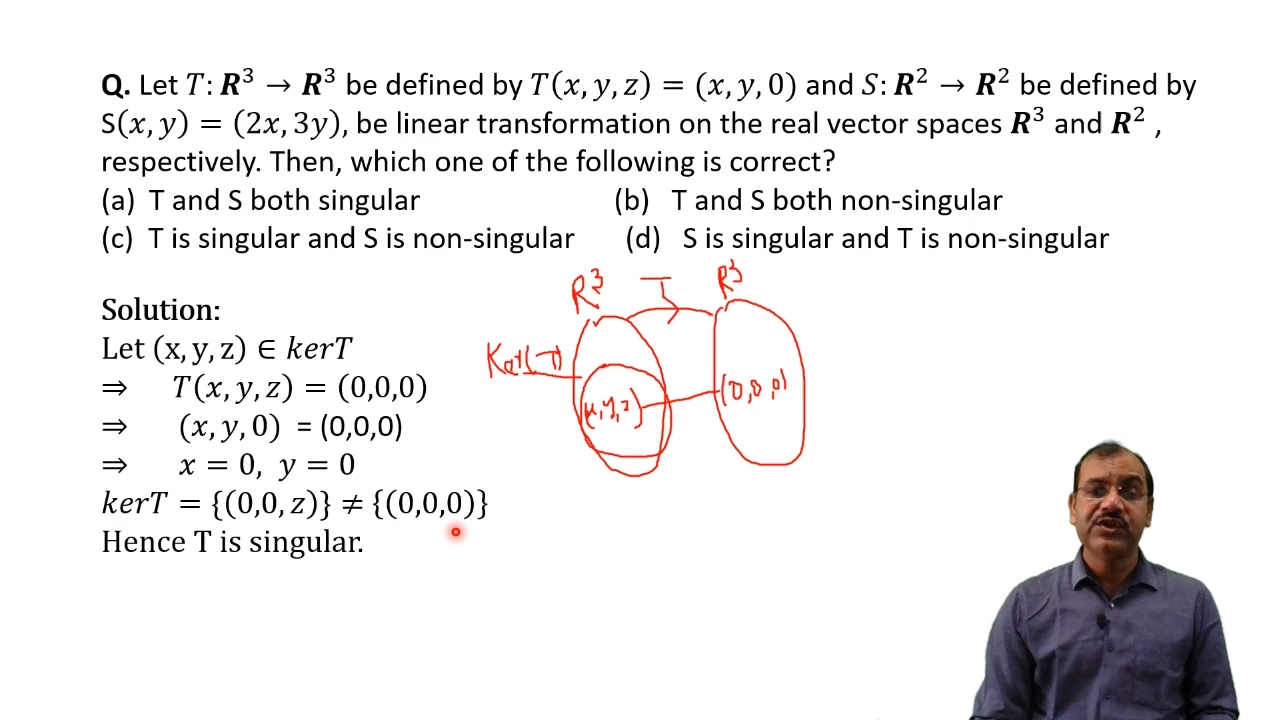 Q. Let T: R³ → R³ be defined by T(x, y, z) = (x, y, 0) and S: R² → R² be defined by
S(x, y) = (2x, 3y), be linear transformation on the real vector spaces R³ and R² ,
respectively. Then, which one of the following is correct?
(a) T and S both singular (b) T and S both non-singular
(c) T is singular and S is non-singular (d) S is singular and T is non-singular
R³ T R³
Solution:
Let (x, y, z) ∈ kerT
Ker(T)
⇒ T(x, y, z) = (0,0,0)
(x, y, z) (0, 0, 0)
⇒ (x, y, 0) = (0,0,0)
⇒ x = 0, y = 0
kerT = {(0,0, z)} ≠ {(0,0,0)}
Hence T is singular.